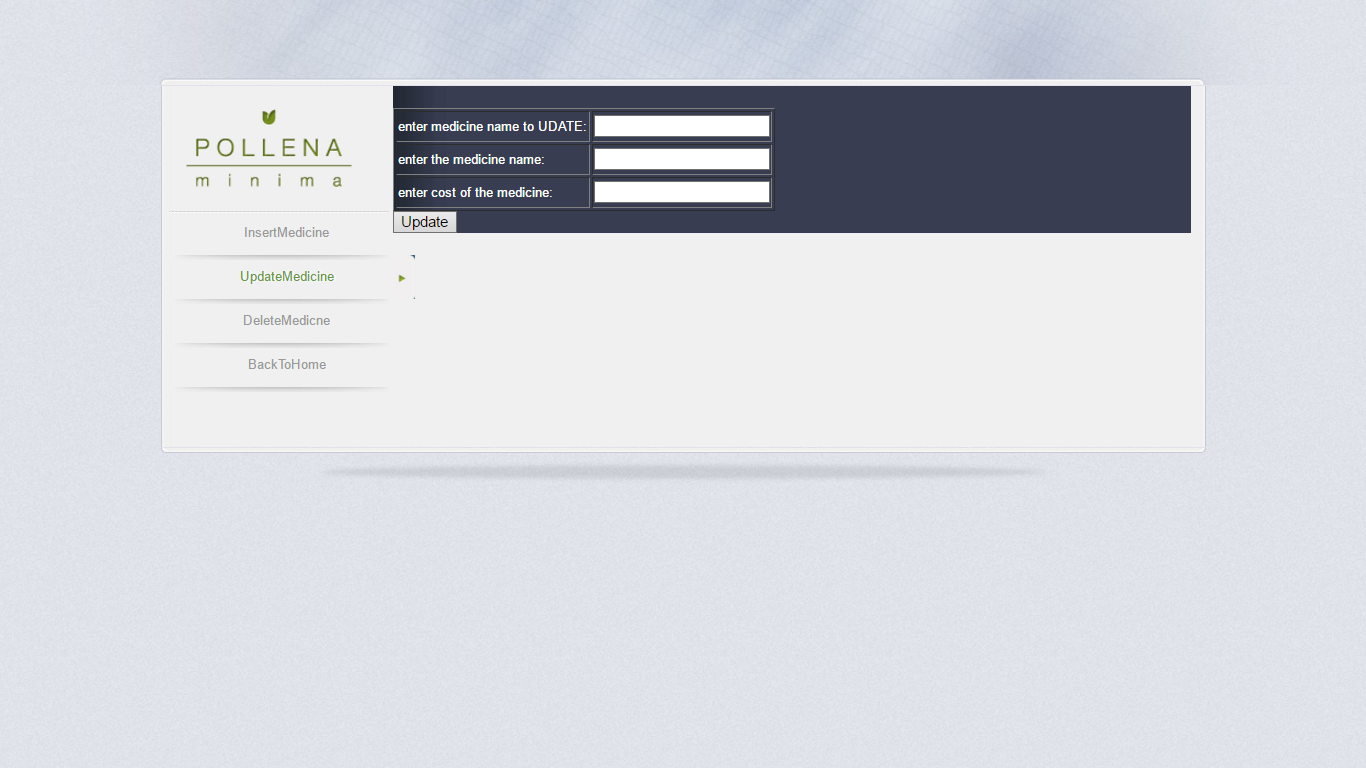 POLLENA
minima
InsertMedicine
UpdateMedicine
DeleteMedicne
BackToHome
enter medicine name to UDATE:
enter the medicine name:
enter cost of the medicine:
Update